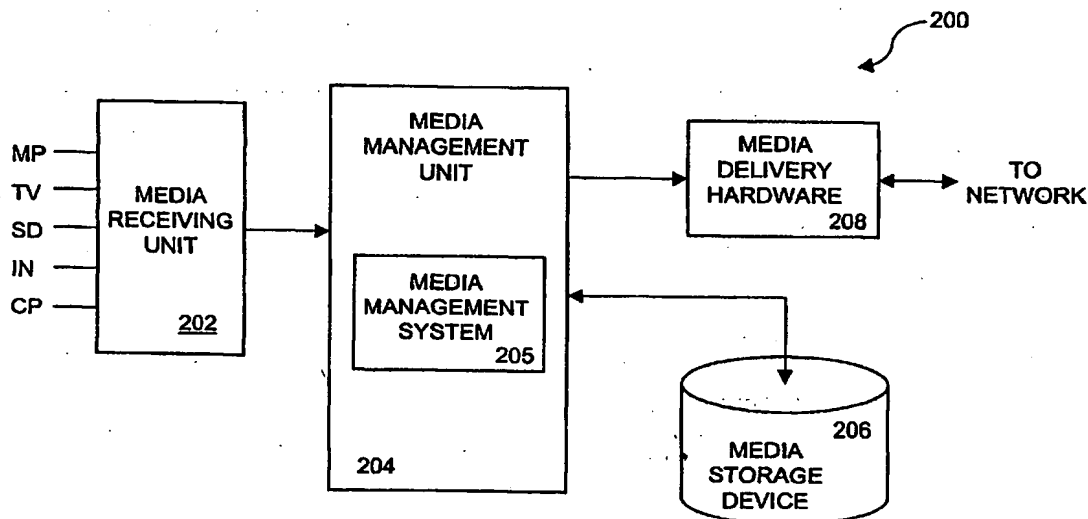 200
MP
TV
SD
IN
CP
MEDIA
RECEIVING
UNIT
202
MEDIA
MANAGEMENT
UNIT
MEDIA
MANAGEMENT
SYSTEM
205
204
MEDIA
DELIVERY
HARDWARE
208
TO
NETWORK
206
MEDIA
STORAGE
DEVICE